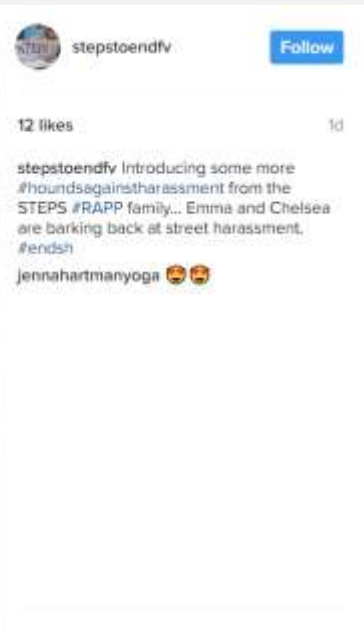 stepstoendfv Follow
12 likes 1d
stepstoendfv Introducing some more
#houndsagainstharassment from the
STEPS #RAPP family... Emma and Chelsea
are barking back at street harassment.
#endsh
jennahartmanyoga 😍😍